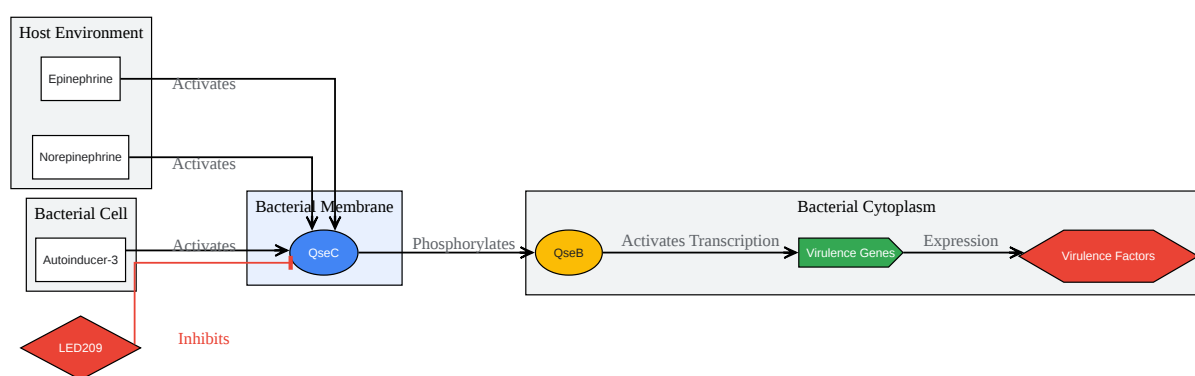 Host Environment
Epinephrine
Activates
Norepinephrine
Activates
Bacterial Cell
Autoinducer-3
Activates
Bacterial Membrane
QseC
Phosphorylates
Bacterial Cytoplasm
QseB
Activates Transcription
Virulence Genes
Expression
Virulence Factors
LED209
Inhibits